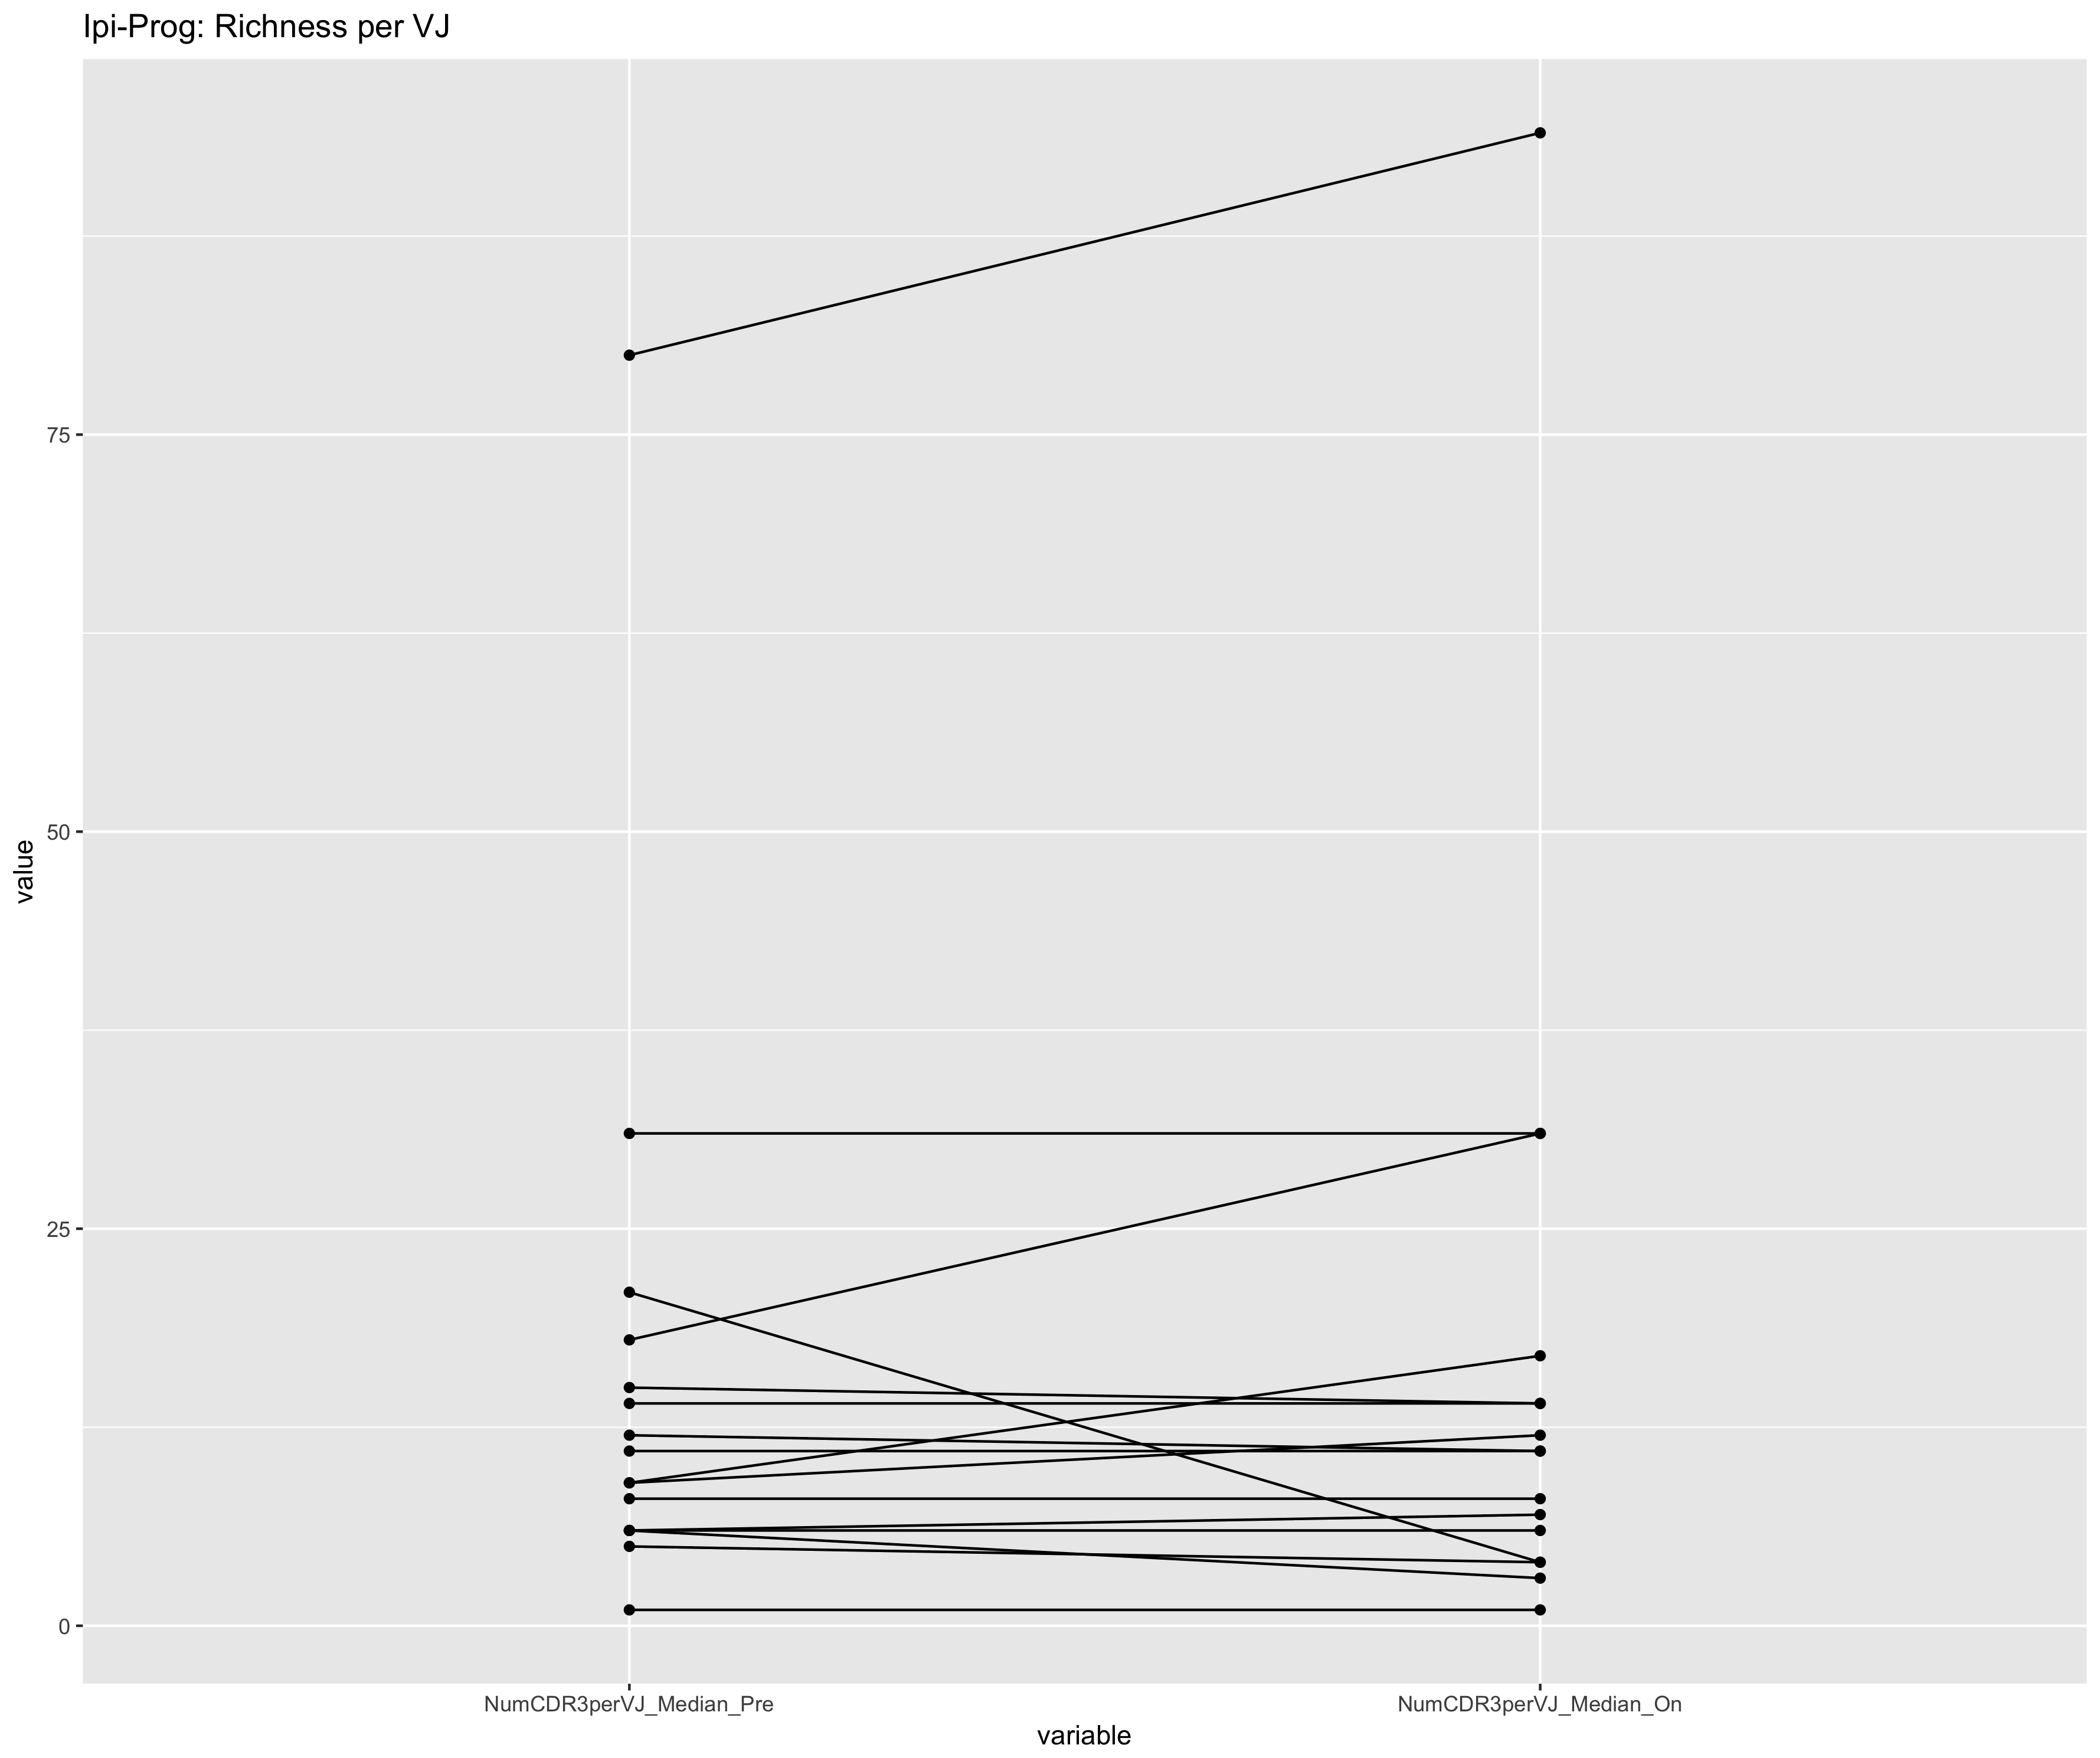 Ipi-Prog: Richness per VJ
value
75
50
25
0
NumCDR3perVJ_Median_Pre
NumCDR3perVJ_Median_On
variable